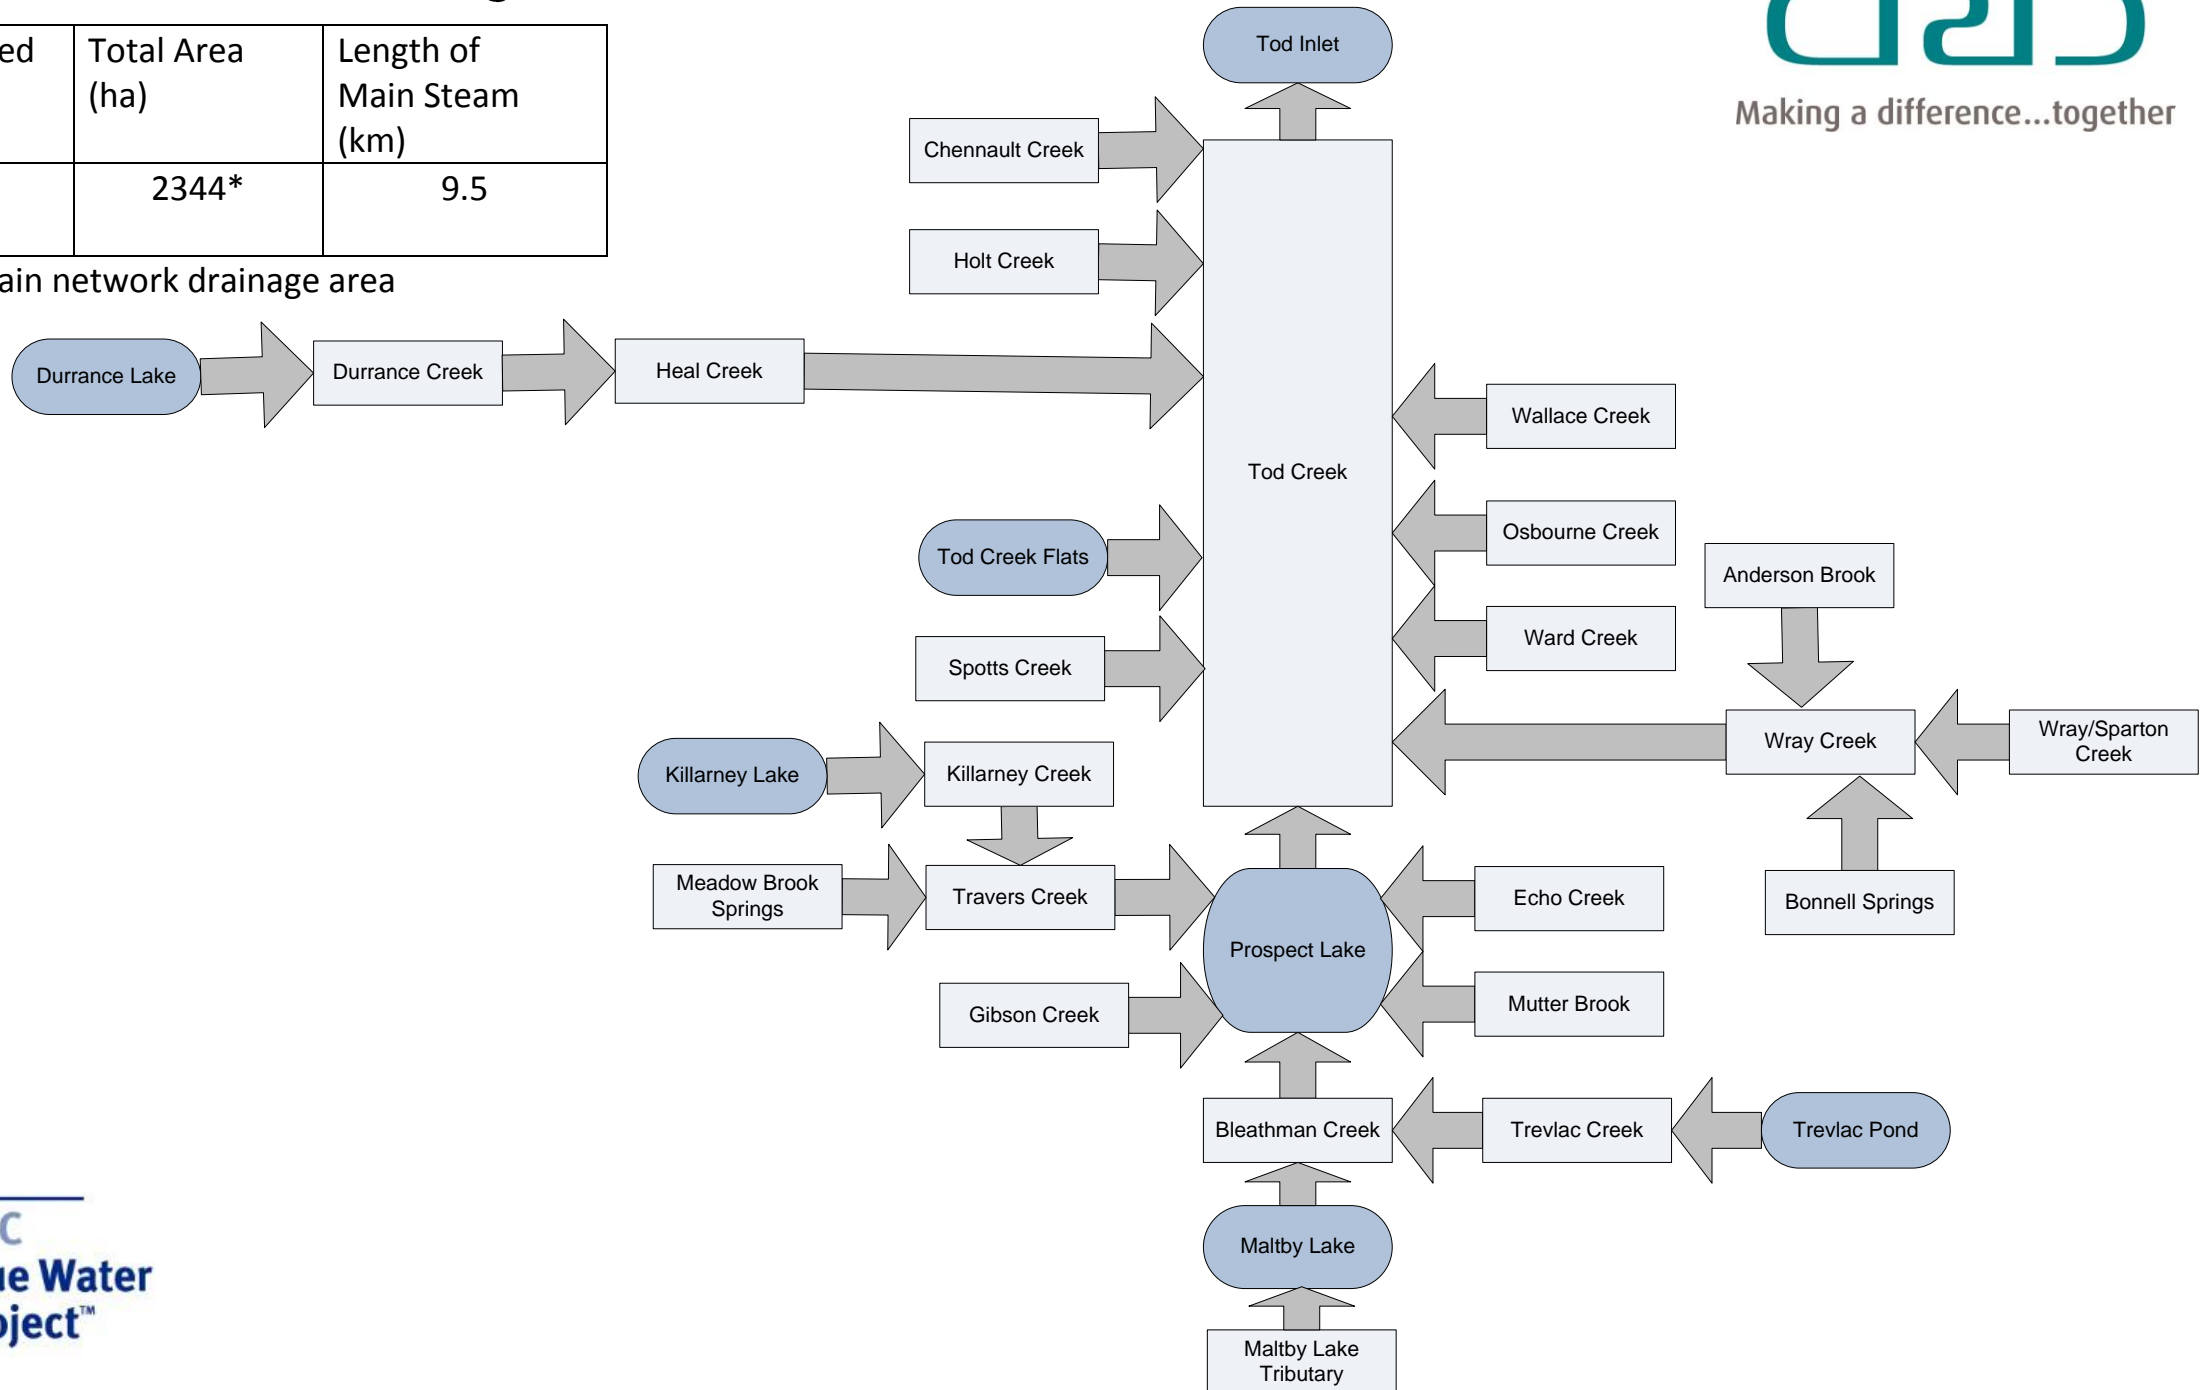 Total Area
(ha)
Length of
Main Steam
(km)
2344*
9.5
network drainage area
Making a difference...together
Tod Inlet
Chennault Creek
Holt Creek
Durrance Lake
Durrance Creek
Heal Creek
Wallace Creek
Tod Creek
Osbourne Creek
Tod Creek Flats
Anderson Brook
Ward Creek
Spotts Creek
Wray Creek
Wray/Sparton
Creek
Killarney Lake
Killarney Creek
Meadow Brook
Springs
Travers Creek
Echo Creek
Bonnell Springs
Prospect Lake
Mutter Brook
Gibson Creek
Bleathman Creek
Trevlac Creek
Trevlac Pond
Maltby Lake
Maltby Lake
Tributary
Water